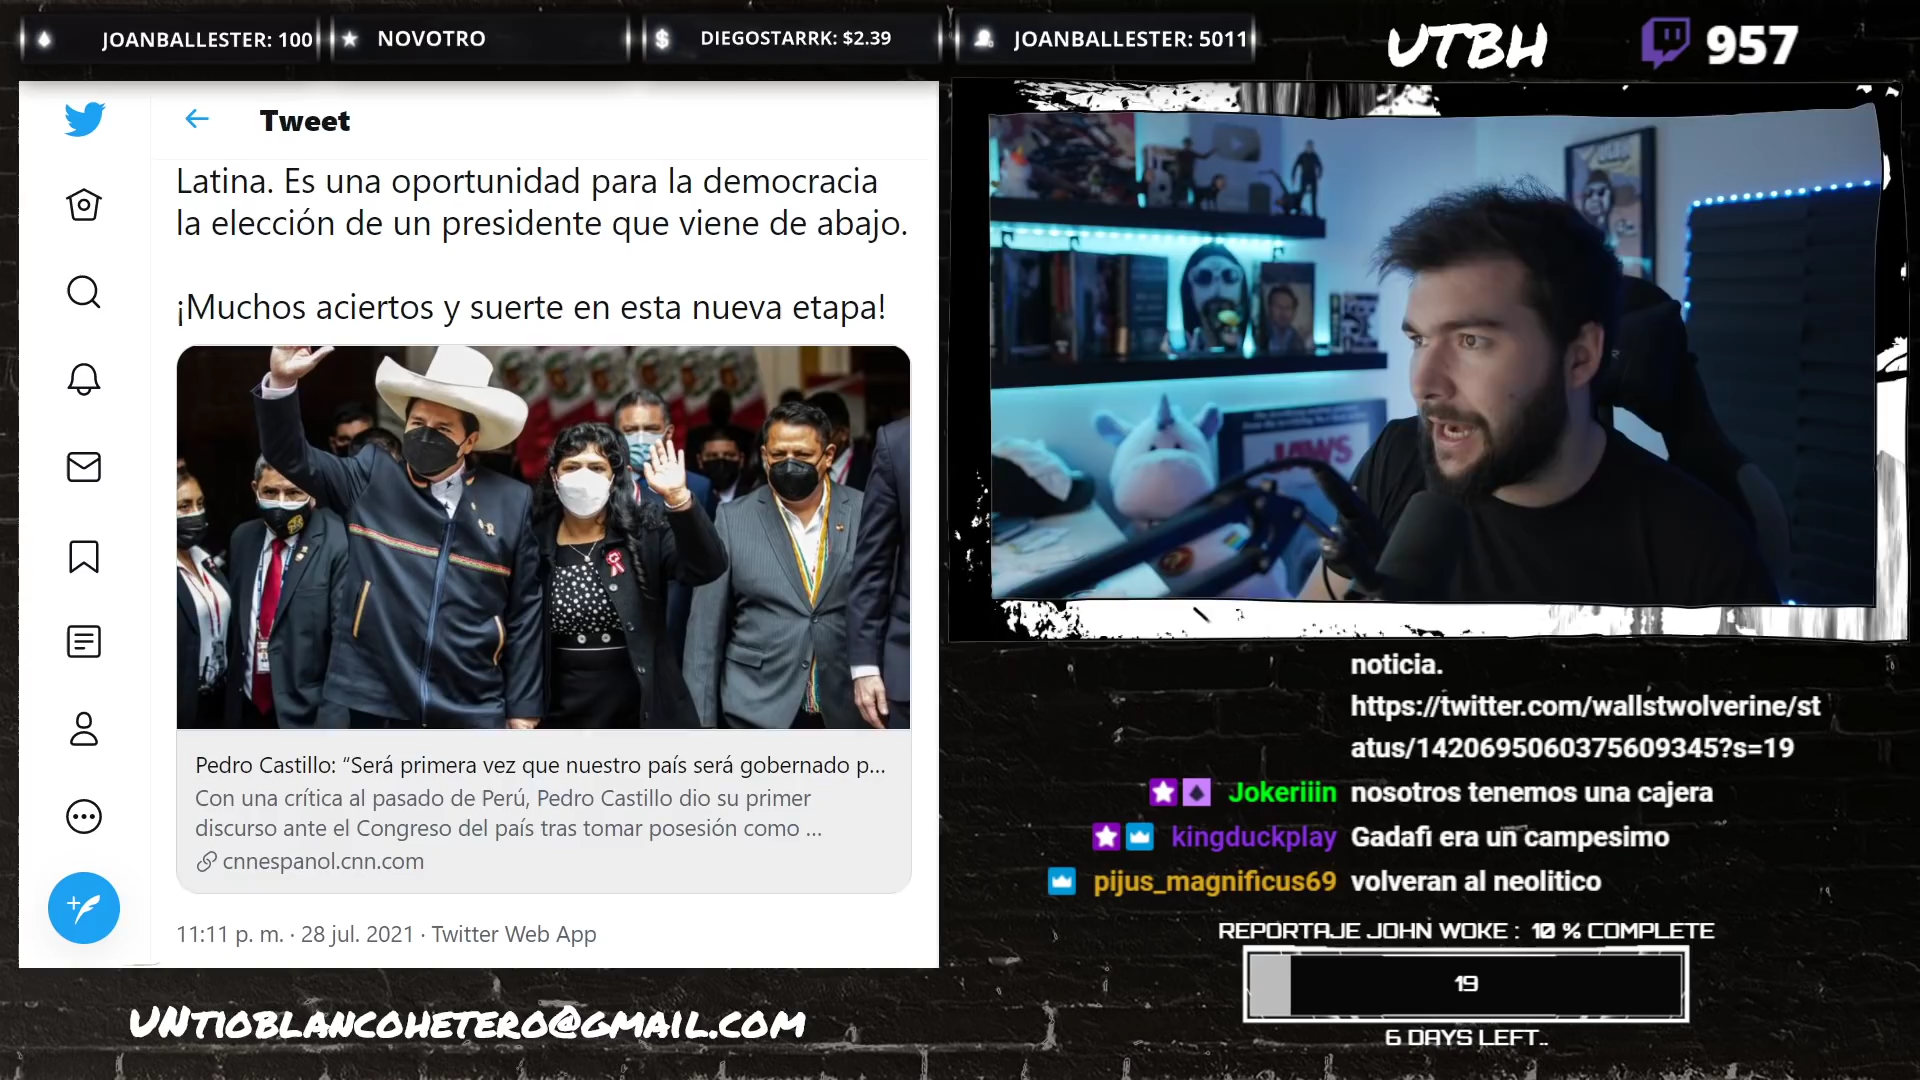 JOANBALLESTER: 100
NOVOTRO
DIEGOSTARRK: $2.39
JOANBALLESTER: 5011
UTBH
957
Tweet
Latina. Es una oportunidad para la democracia
la elección de un presidente que viene de abajo.
¡Muchos aciertos y suerte en esta nueva etapa!
Pedro Castillo: “Será primera vez que nuestro país será gobernado p...
Con una crítica al pasado de Perú, Pedro Castillo dio su primer
discurso ante el Congreso del país tras tomar posesión como ...
cnnespanol.cnn.com
11:11 p. m. · 28 jul. 2021 · Twitter Web App
UNTIOBLANCOHETERO@GMAIL.COM
JAWS
noticia.
https://twitter.com/wallstwolverine/st
atus/1420695060375609345?s=19
Jokeriiin nosotros tenemos una cajera
kingduckplay Gadafi era un campesimo
pijus_magnificus69 volveran al neolitico
REPORTAJE JOHN WOKE : 10 % COMPLETE
19
6 DAYS LEFT..